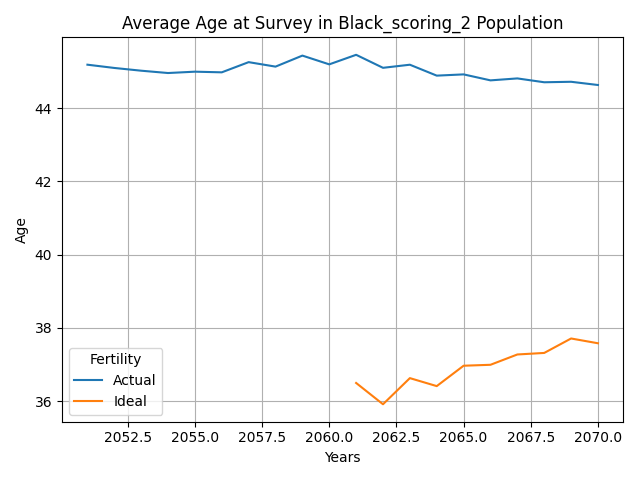 Average Age at Survey in Black_scoring_2 Population
Age
44
42
40
38
36
Fertility
Actual
Ideal
2052.5 2055.0 2057.5 2060.0 2062.5 2065.0 2067.5 2070.0
Years